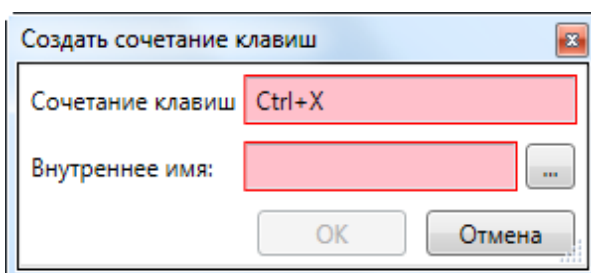 Создать сочетание клавиш
Сочетание клавиш Ctrl+X
Внутреннее имя: ...
OK Отмена